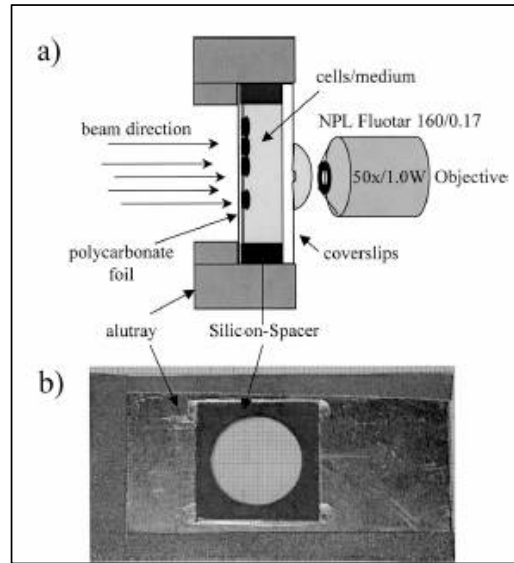 a)
cells/medium
beam direction
NPL Fluotar 160/0.17
50x/1.0W Objective
polycarbonate
foil
coverslips
alutray
Silicon-Spacer
b)